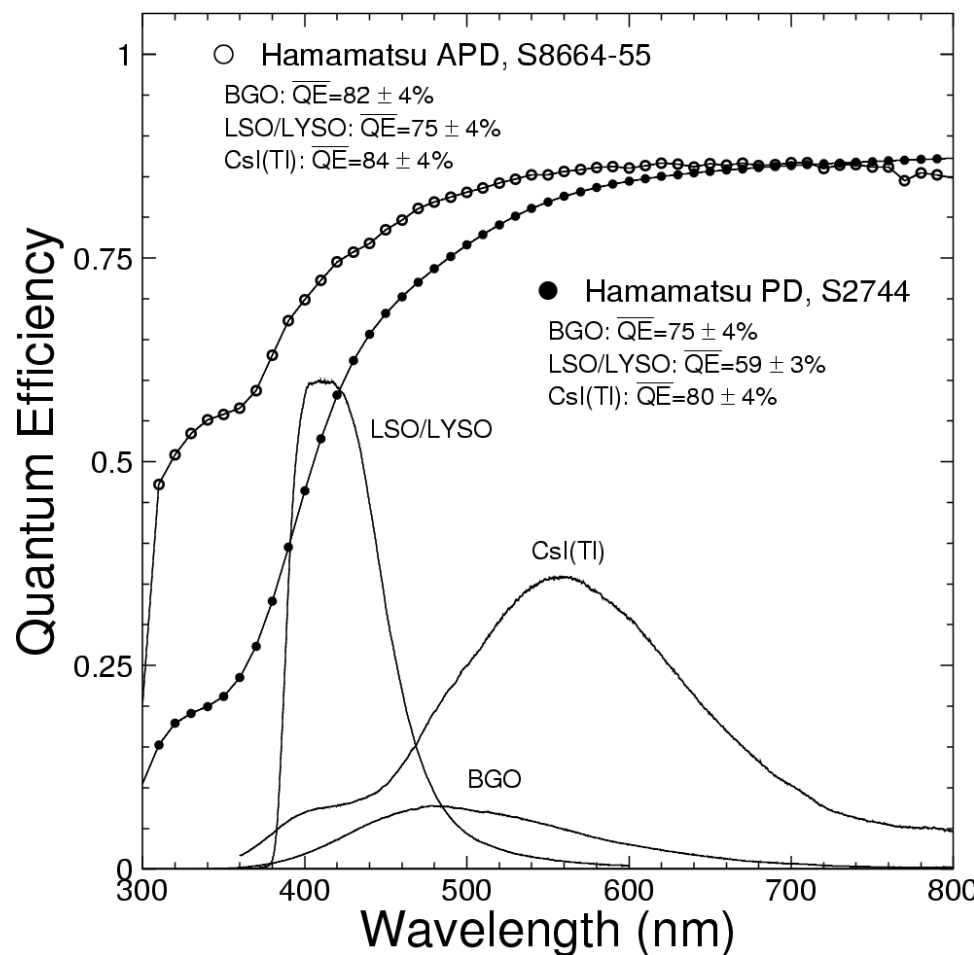 1
Hamamatsu APD, S8664-55
BGO: QE=82 ± 4%
LSO/LYSO: QE=75 ± 4%
CsI(Tl): QE=84 ± 4%
0.75
Hamamatsu PD, S2744
BGO: QE=75 ± 4%
LSO/LYSO: QE=59 ± 3%
CsI(Tl): QE=80 ± 4%
LSO/LYSO
Quantum Efficiency
0.5
CsI(Tl)
0.25
BGO
0
300 400 500 600 700 800
Wavelength (nm)